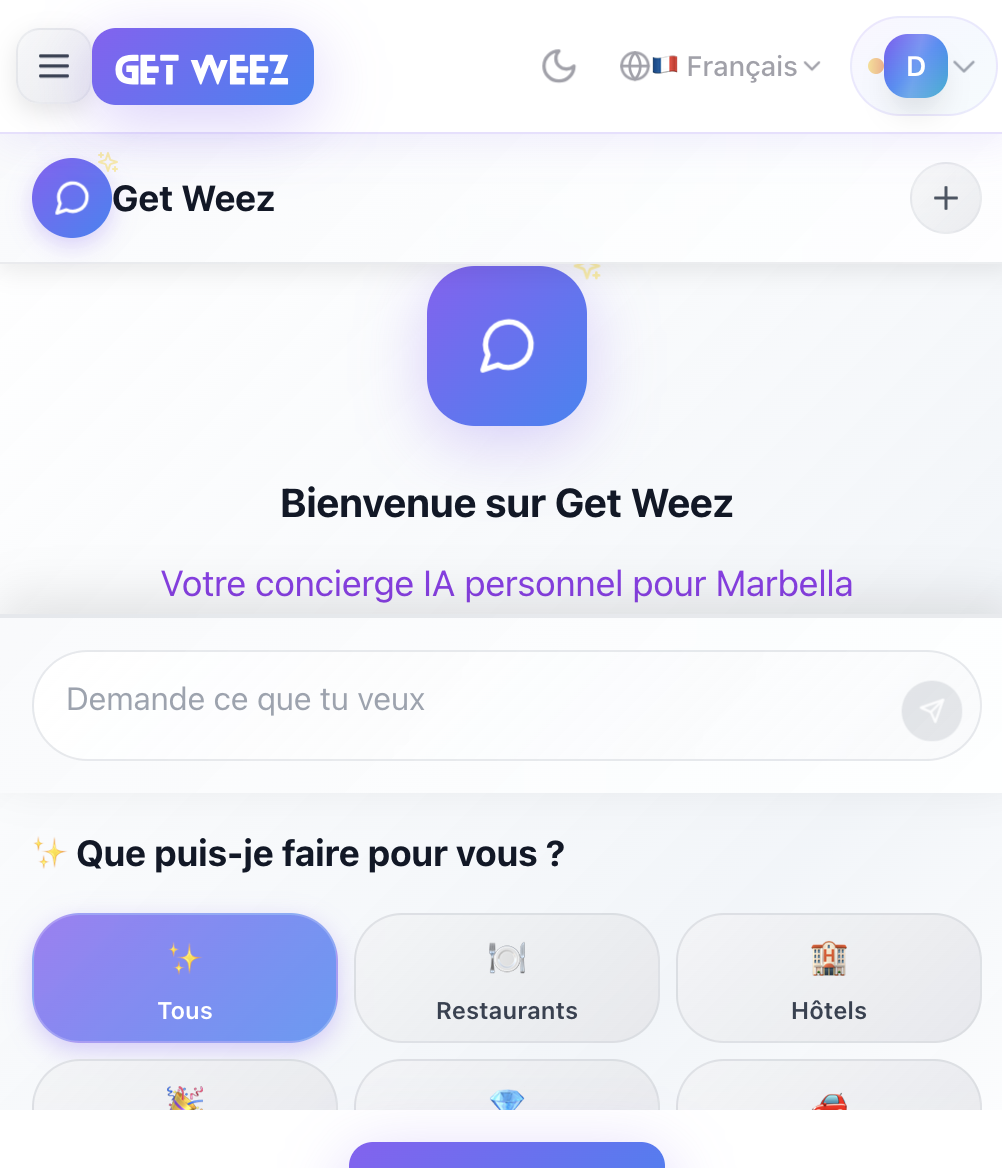 GET WEEZ
Français
D
Get Weez
Bienvenue sur Get Weez
Votre concierge IA personnel pour Marbella
Demande ce que tu veux
Que puis-je faire pour vous ?
Tous
Restaurants
Hôtels